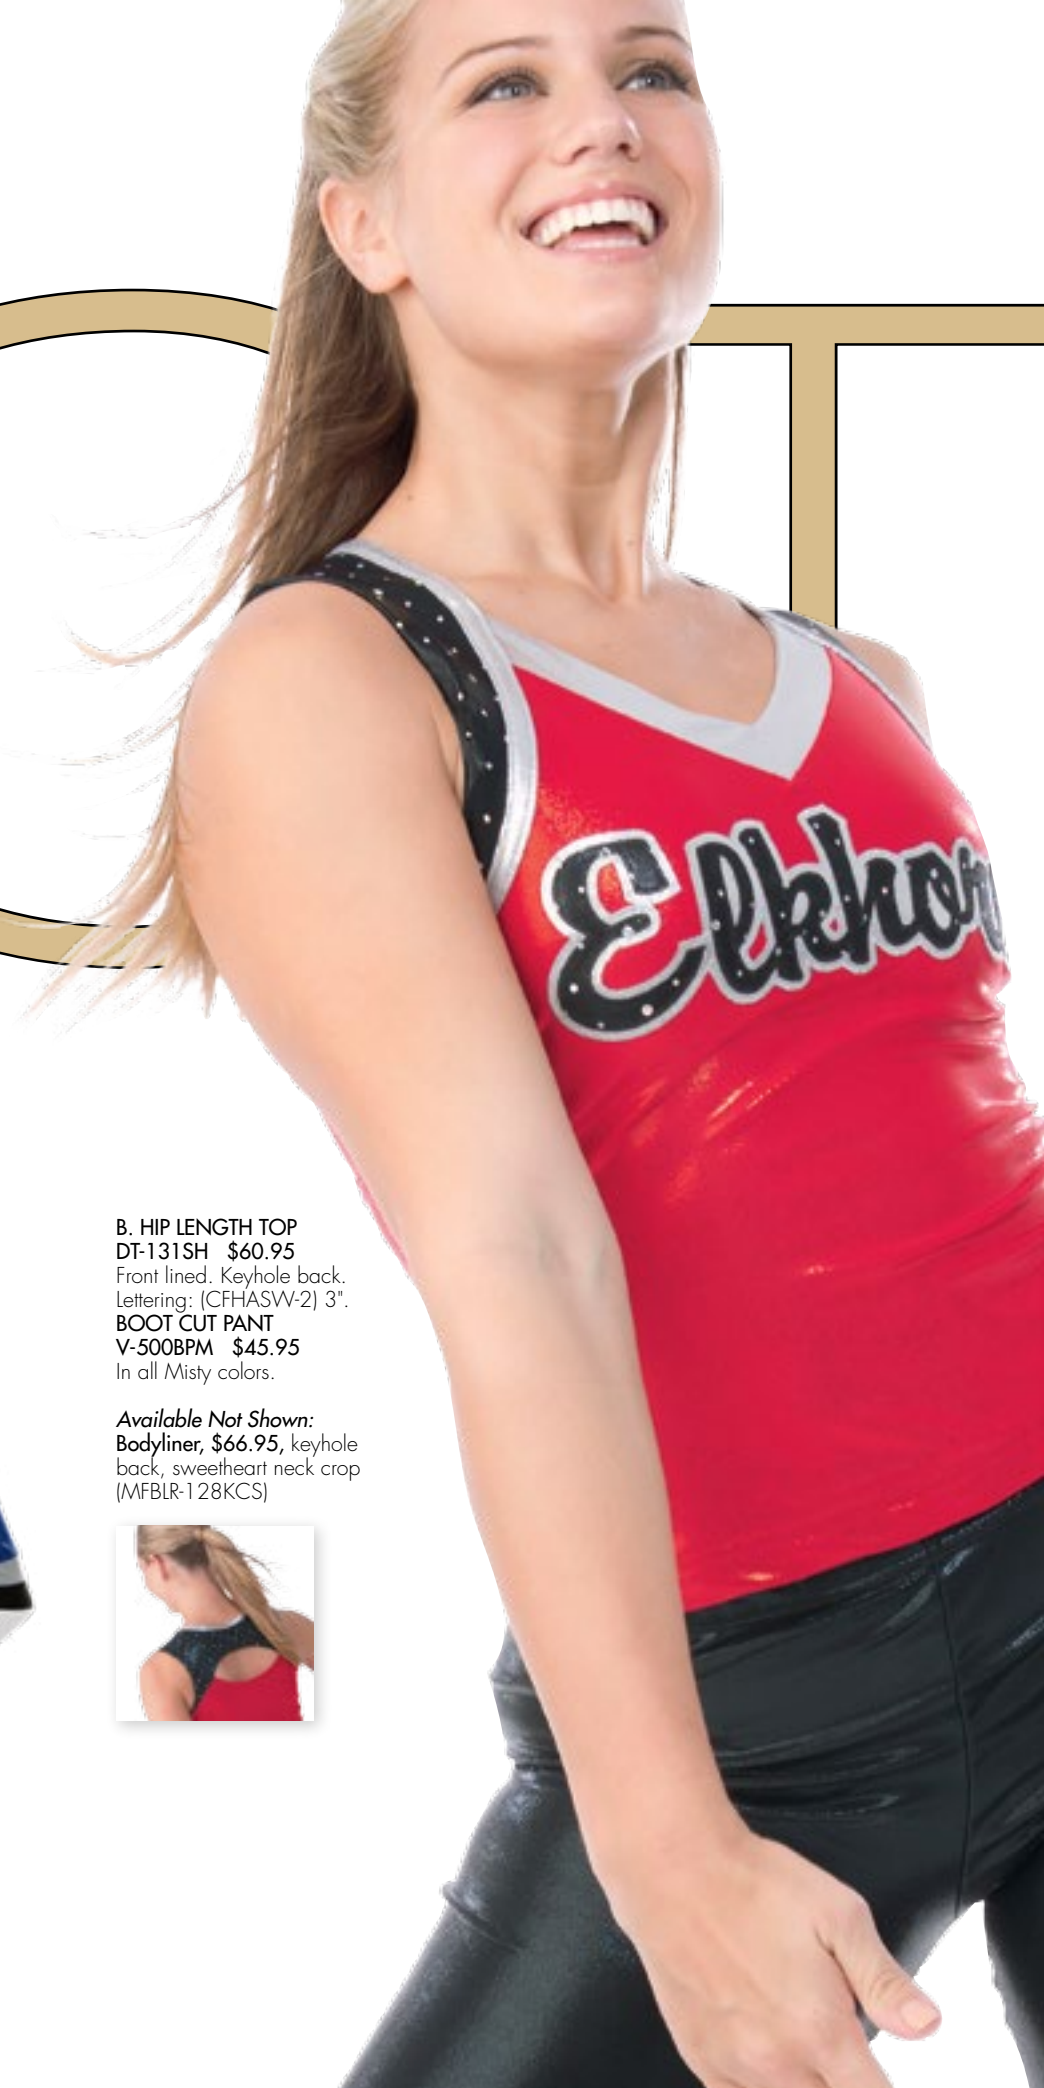 Elkhor
B. HIP LENGTH TOP
DT-131SH $60.95
Front lined. Keyhole back.
Lettering: (CFHASW-2) 3".
BOOT CUT PANT
V-500BPM $45.95
In all Misty colors.
Available Not Shown:
Bodyliner, $66.95, keyhole
back, sweetheart neck crop
(MFBLR-128KCS)